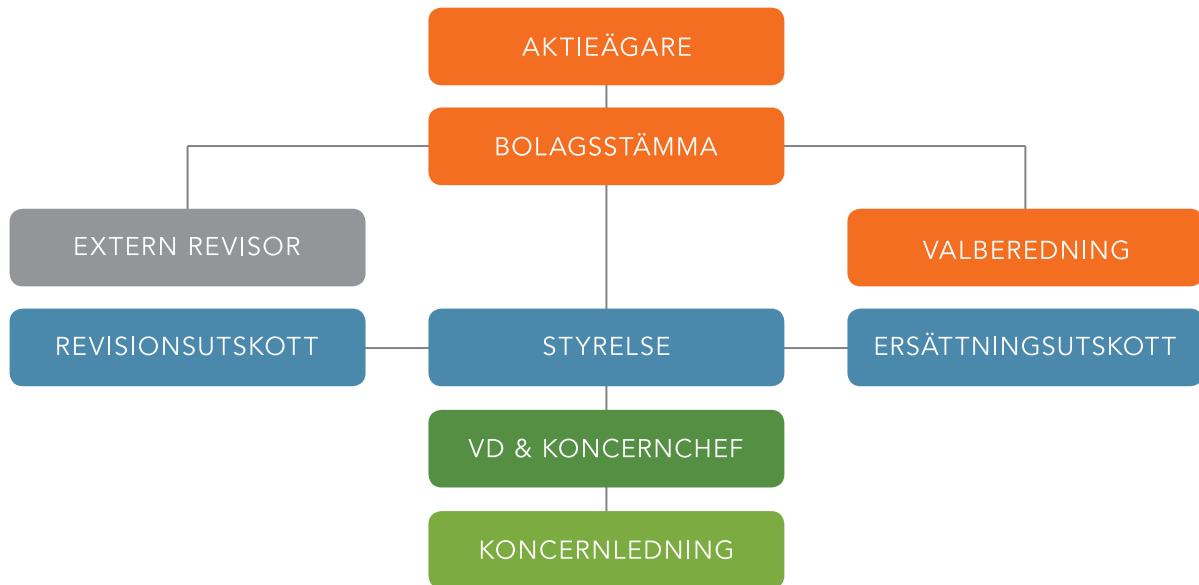 AKTIEÄGARE
BOLAGSSTÄMMA
EXTERN REVISOR
VALBEREDNING
REVISIONSUTSKOTT
STYRELSE
ERSÄTTNINGSUTSKOTT
VD & KONCERNCHEF
KONCERNLEDNING